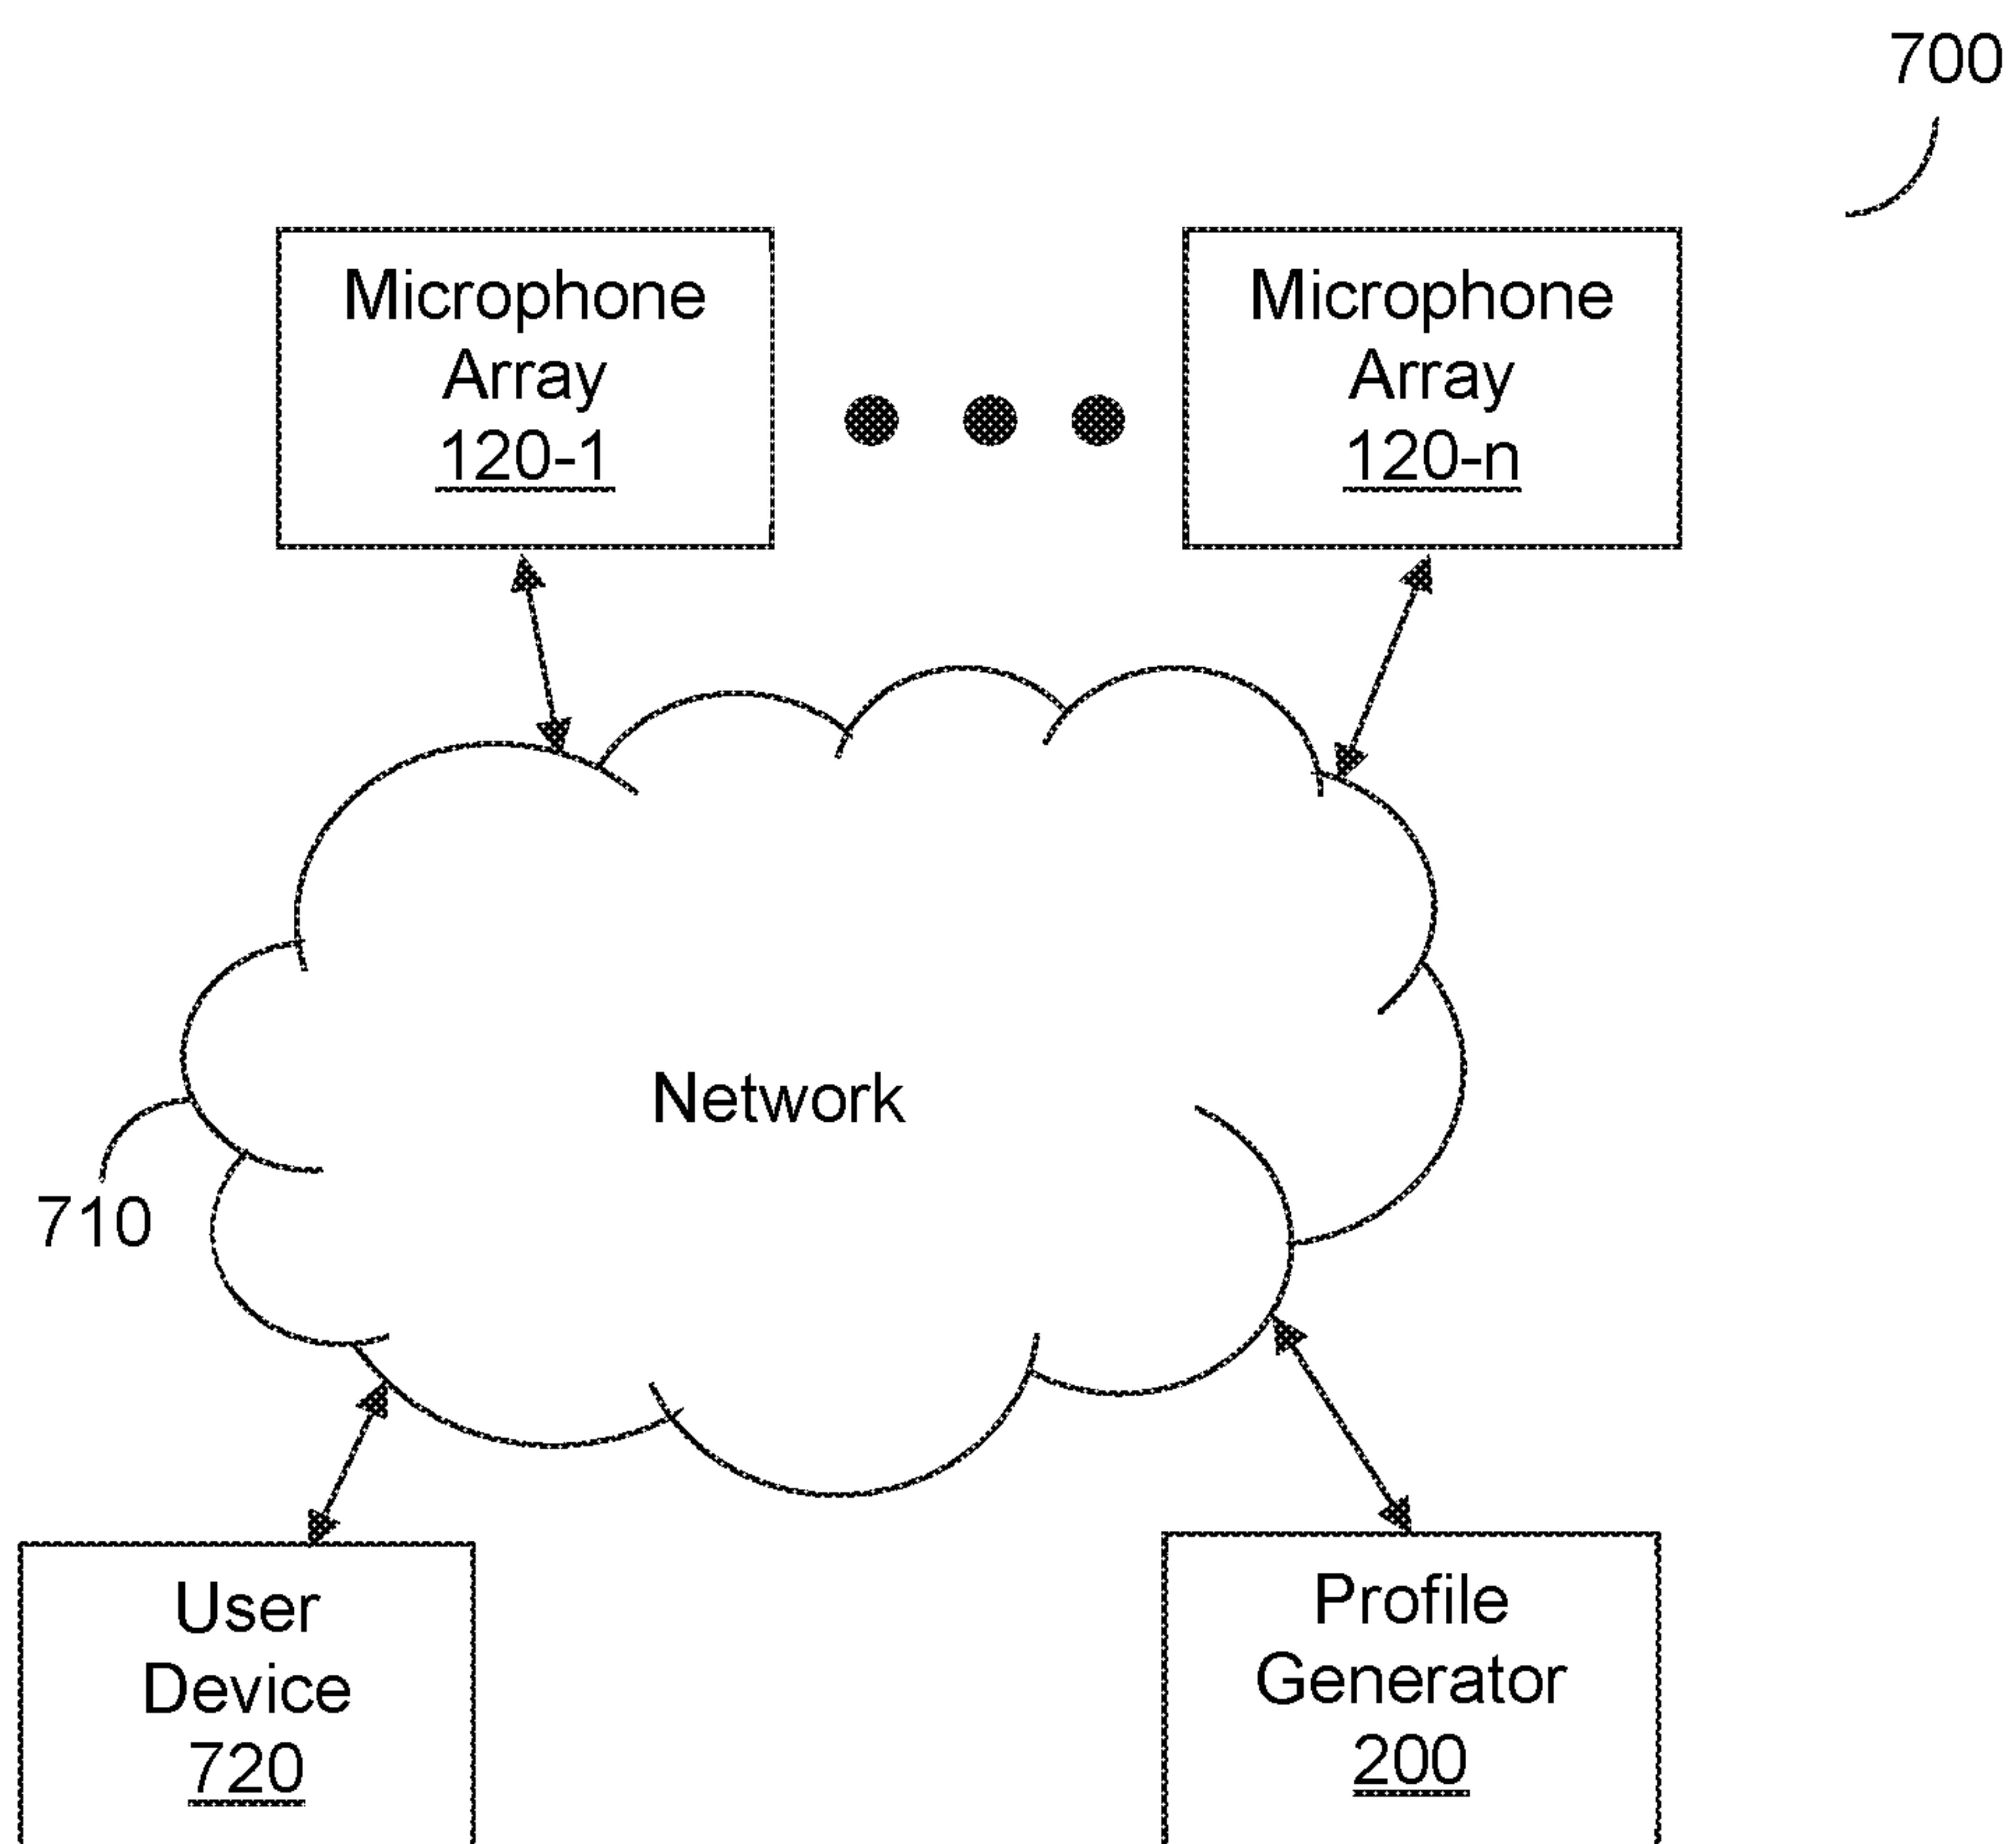 700
Microphone
Array
120-1
Microphone
Array
120-n
Network
710
User
Device
720
Profile
Generator
200